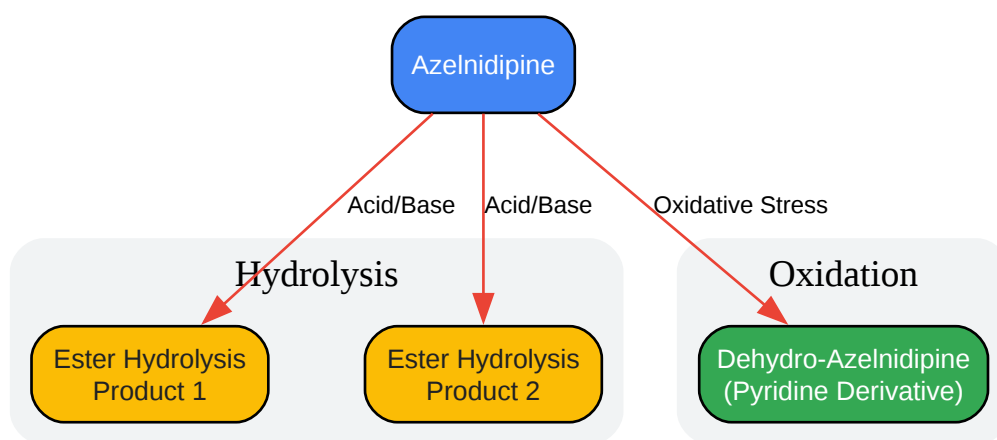 Azelnidipine
Acid/Base
Acid/Base
Oxidative Stress
Hydrolysis
Oxidation
Ester Hydrolysis
Product 1
Ester Hydrolysis
Product 2
Dehydro-Azelnidipine
(Pyridine Derivative)